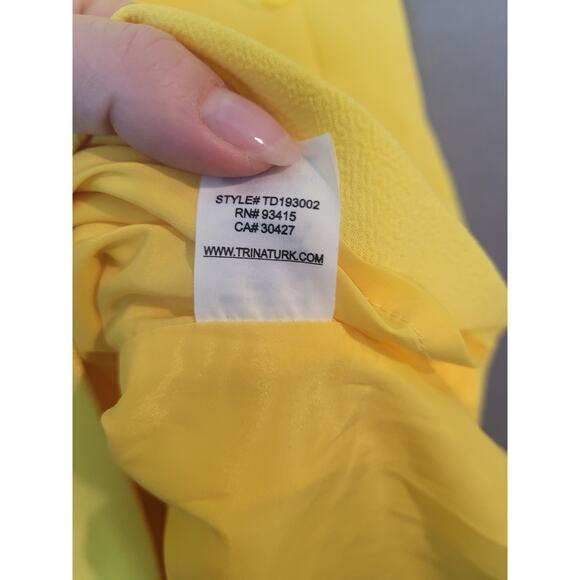 STYLE# TD193002
RN# 93415
CA# 30427
WWW.TRINATURK.COM